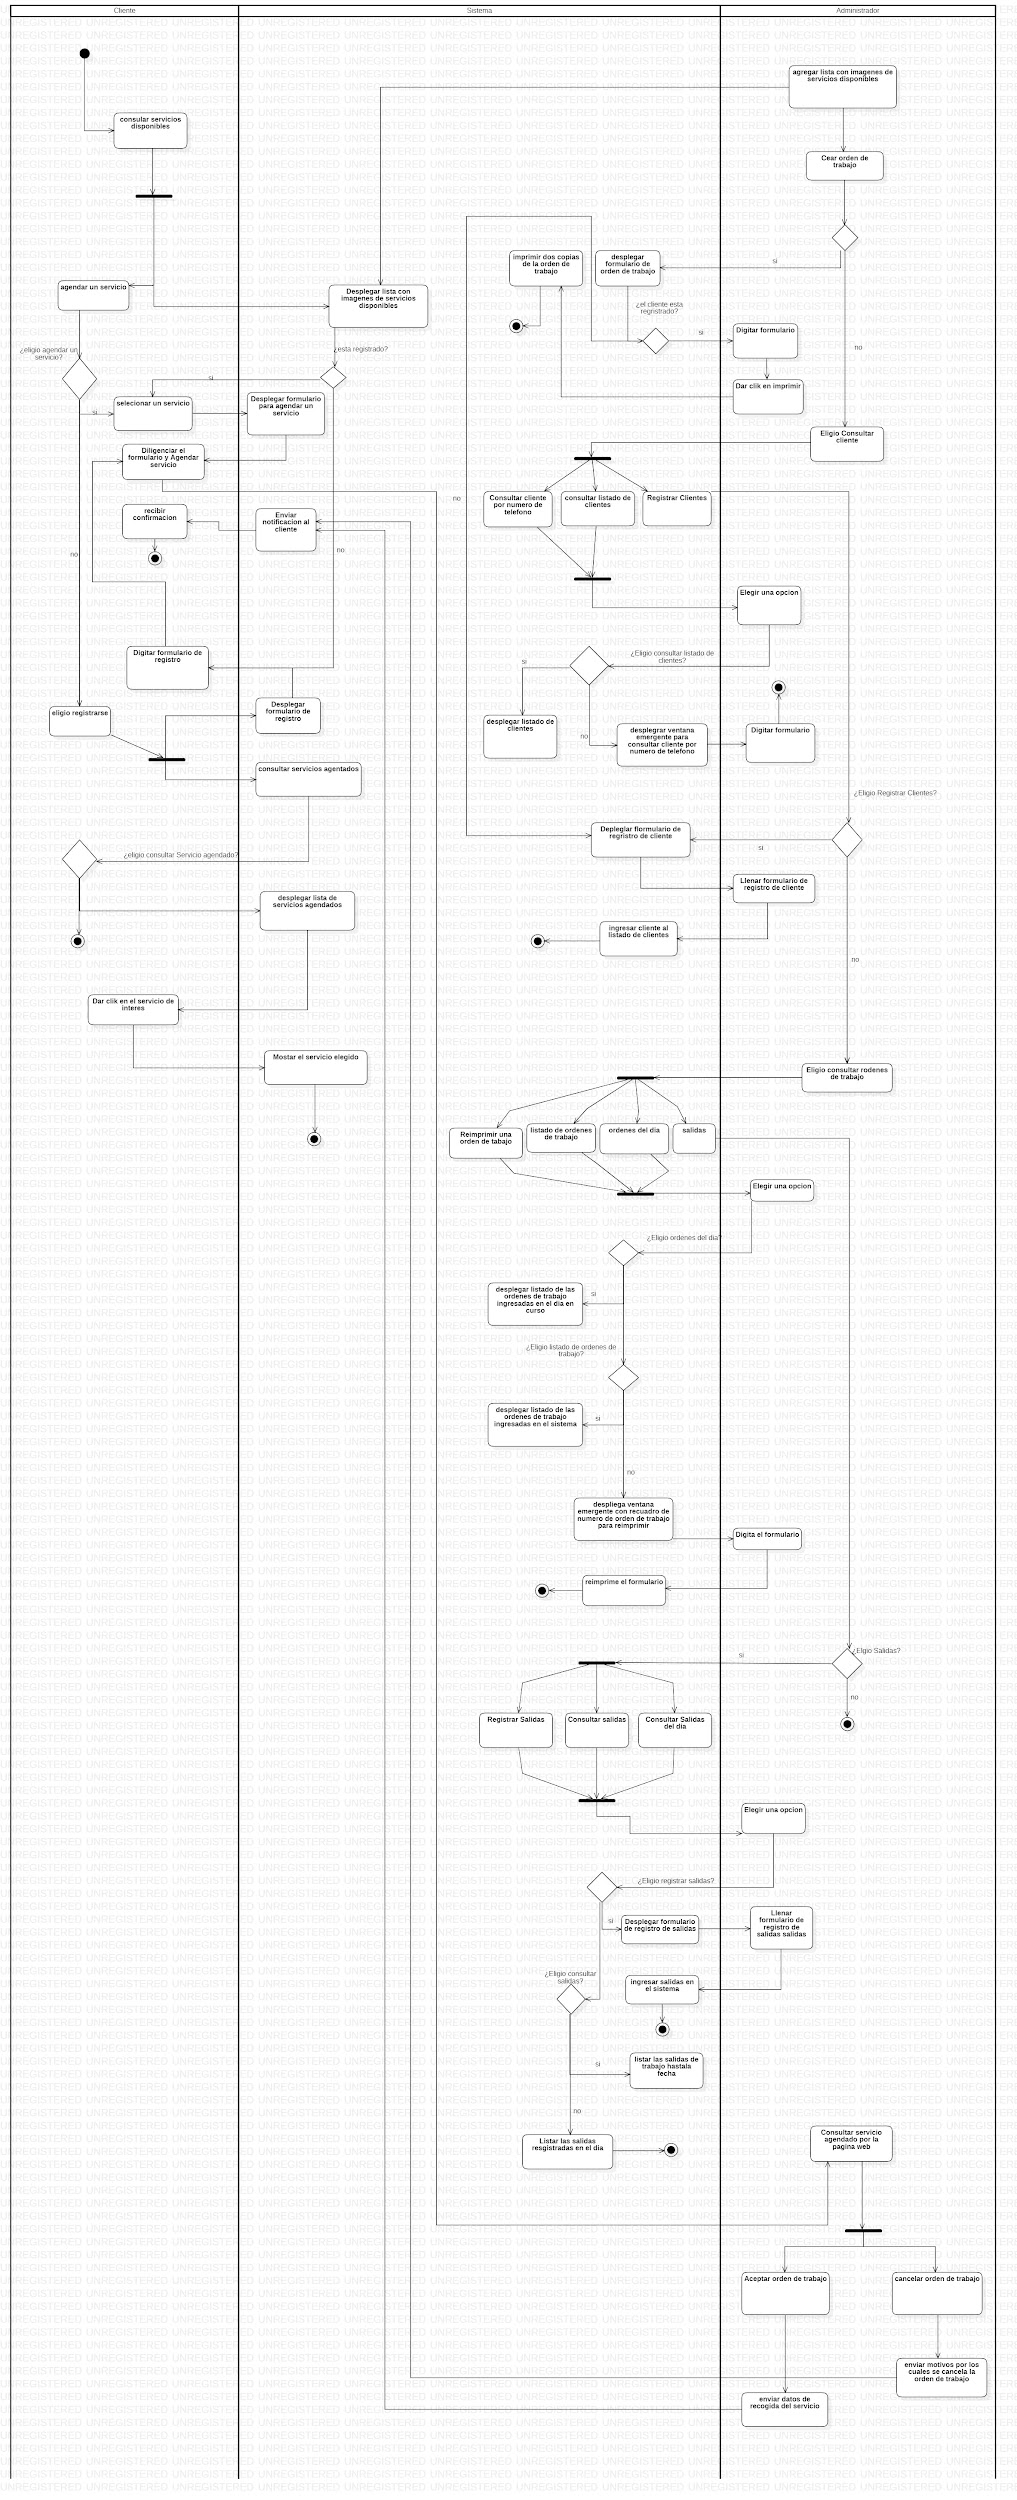 Cliente
Sistema
Administrador
agregar lista con imagenes de
servicios disponibles
consular servicios
disponibles
Cear orden de
trabajo
si
imprimir dos copias
de la orden de
trabajo
desplegar
formulario de
orden de trabajo
agendar un servicio
Desplegar lista con
imagenes de servicios
disponibles
¿el cliente esta
regnistrado?
si
Digitar formulario
no
¿eligio agendar un
servicio?
¿esta registrado?
si
Dar clik en imprimir
selecionar un servicio
si
Desplegar formulario
para agendar un
servicio
Eligio Consultar
cliente
Diligenciar el
formulario y Agendar
servicio
no
Consultar cliente
por numero de
telefono
consultar listado de
clientes
Registrar Clientes
recibir
confirmacion
Enviar
notificacion al
cliente
no
no
Elegir una opcion
Digitar formulario de
registro
¿Eligio consultar listado de
clientes?
si
eligio registrarse
Desplegar
formulario de
registro
desplegar listado de
clientes
no
desplegrar ventana
emergente para
consultar cliente por
numero de telefono
Digitar formulario
consultar servicios agentados
¿Eligio Registrar Clientes?
Depleglar flormulario de
regristro de cliente
si
¿eligio consultar Servicio agendado?
Llenar formulario de
registro de cliente
desplegar lista de
servicios agendados
ingresar cliente al
listado de clientes
no
Dar clik en el servicio de
interes
Mostar el servicio elegido
Eligio consultar rodenes
de trabajo
Reimprimir una
orden de tabajo
listado de ordenes
de trabajo
ordenes del dia
salidas
Elegir una opcion
¿Eligio ordenes del dia?
desplegar listado de las
ordenes de trabajo
ingresadas en el dia en
curso
si
¿Eligio listado de ordenes de
trabajo?
desplegar listado de las
ordenes de trabajo
ingresadas en el sistema
si
no
despliega ventana
emergente con recuadro de
numero de orden de trabajo
para reimprimir
Digita el formulario
reimprime el formulario
si
¿Elgio Salidas?
no
Registrar Salidas
Consultar salidas
Consultar Salidas
del dia
Elegir una opcion
¿Eligio registrar salidas?
si
Desplegar formulario
de registro de salidas
Llenar
formulario de
registro de
salidas salidas
¿Eligio consultar
salidas?
ingresar salidas en
el sistema
si
listar las salidas de
trabajo hastala
fecha
no
Listar las salidas
resgistradas en el dia
Consultar servicio
agendado por la
pagina web
Aceptar orden de trabajo
cancelar orden de trabajo
enviar motivos por los
cuales se cancela la
orden de trabajo
enviar datos de
recogida del servicio